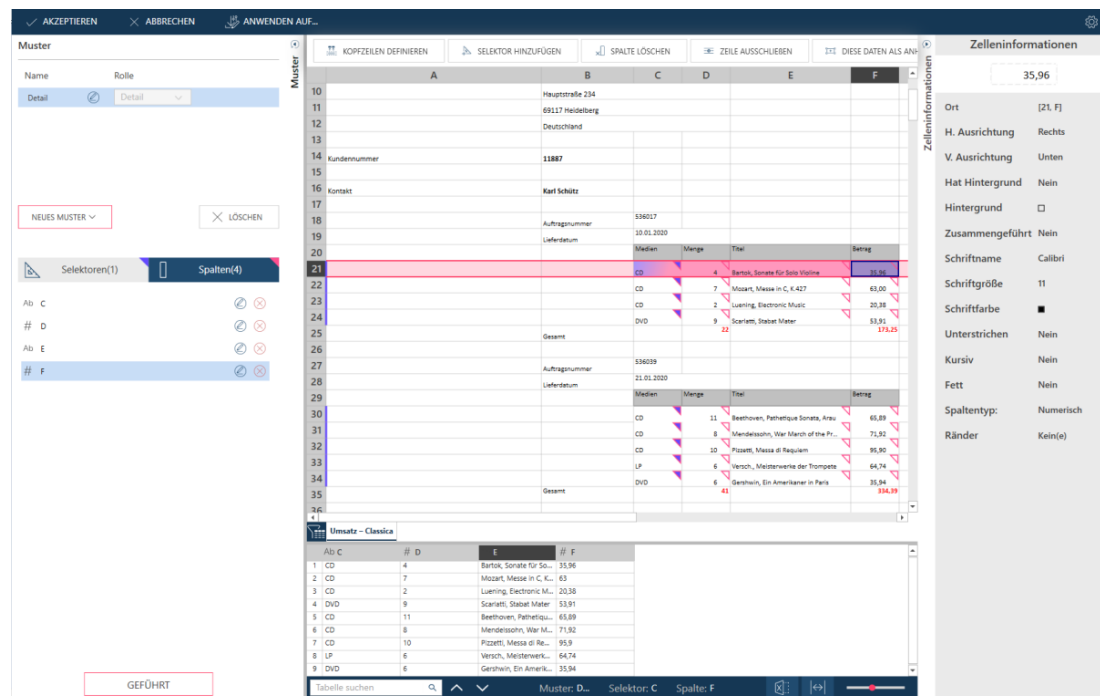 AKZEPTIEREN ABBRECHEN ANWENDEN AUF...
Muster
Name Rolle
Detail Detail
NEUES MUSTER LÖSCHEN
Selektoren(1) Spalten(4)
Ab C
# D
Ab E
# F
GEFÜHRT
Muster
KOPFZEILEN DEFINIEREN SELEKTOR HINZUFÜGEN SPALTE LÖSCHEN ZEILE AUSSCHLIEßEN DIESE DATEN ALS ANH
A B C D E F
10 Hauptstraße 234
11 69117 Heidelberg
12 Deutschland
13
14 Kundennummer 11887
15
16 Kontakt Karl Schütz
17
18 Auftragsnummer 536017
19 Lieferdatum 10.01.2020
20 Medien Menge Titel Betrag
21 CD 4 Bartok, Sonate für Solo Violine 35,96
22 CD 7 Mozart, Messe in C, K.427 63,00
23 CD 2 Luening, Electronic Music 20,38
24 DVD 9 Scarlatti, Stabat Mater 53,91
25 Gesamt 22 173,25
26
27 Auftragsnummer 536039
28 Lieferdatum 21.01.2020
29 Medien Menge Titel Betrag
30 CD 11 Beethoven, Pathetique Sonata, Arau 65,89
31 CD 8 Mendelssohn, War March of the Pr... 71,92
32 CD 10 Pizzetti, Messa di Requiem 95,90
33 LP 6 Versch., Meisterwerke der Trompete 64,74
34 DVD 6 Gershwin, Ein Amerikaner in Paris 35,94
35 Gesamt 41 334,39
36
Umsatz – Classica
Ab C # D E # F
1 CD 4 Bartok, Sonate für So... 35,96
2 CD 7 Mozart, Messe in C, K... 63
3 CD 2 Luening, Electronic M... 20,38
4 DVD 9 Scarlatti, Stabat Mater 53,91
5 CD 11 Beethoven, Pathetiqu... 65,89
6 CD 8 Mendelssohn, War M... 71,92
7 CD 10 Pizzetti, Messa di Re... 95,9
8 LP 6 Versch., Meisterwerk... 64,74
9 DVD 6 Gershwin, Ein Amerik... 35,94
Tabelle suchen Muster: D... Selektor: C Spalte: F
Zelleninformationen
Zelleninformationen
35,96
Ort [21, F]
H. Ausrichtung Rechts
V. Ausrichtung Unten
Hat Hintergrund Nein
Hintergrund
Zusammengeführt Nein
Schriftname Calibri
Schriftgröße 11
Schriftfarbe
Unterstrichen Nein
Kursiv Nein
Fett Nein
Spaltentyp: Numerisch
Ränder Kein(e)